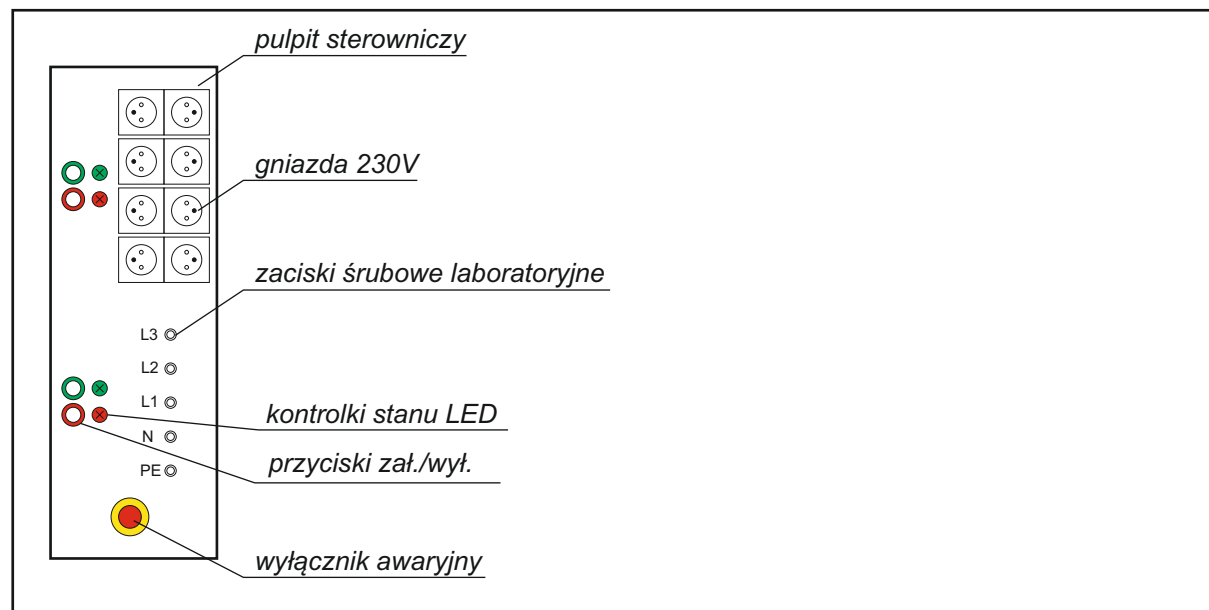 pulpit sterowniczy
gniazda 230V
zaciski śrubowe laboratoryjne
L3
L2
L1
kontrolki stanu LED
N
przyciski zał./wył.
PE
wyłącznik awaryjny